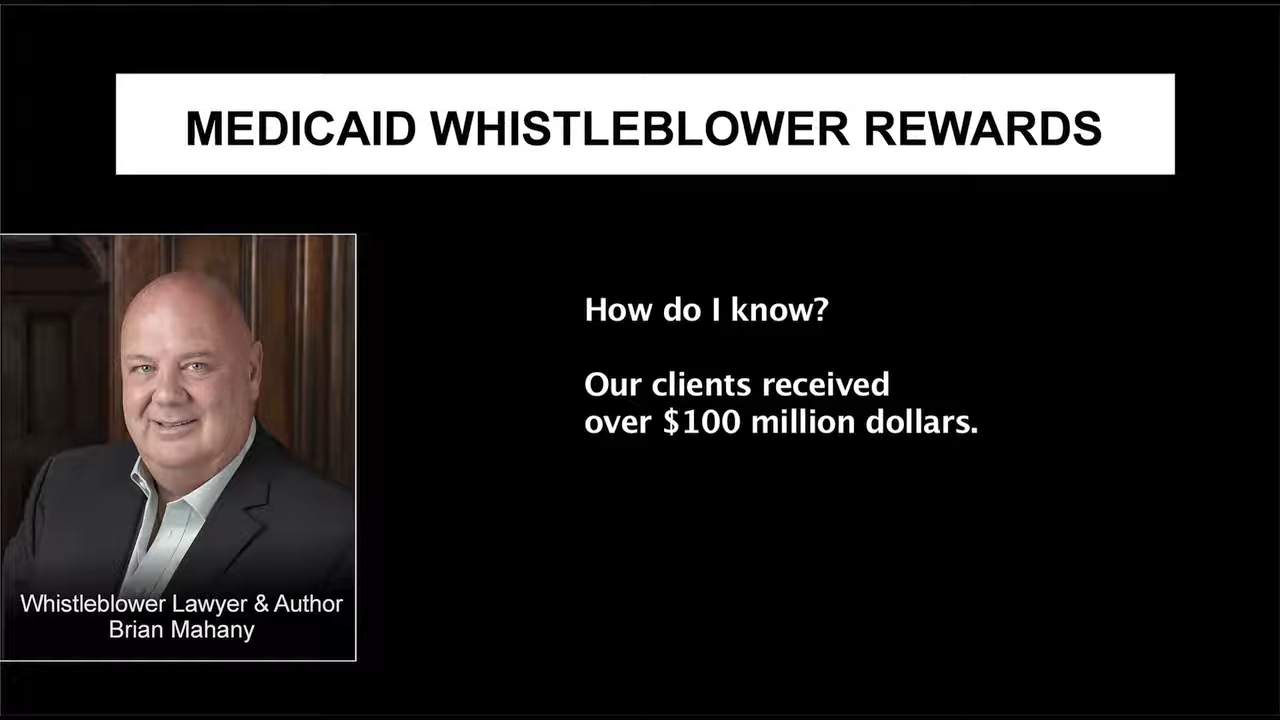 MEDICAID WHISTLEBLOWER REWARDS
How do I know?
Our clients received
over $100 million dollars.
Whistleblower Lawyer & Author
Brian Mahany